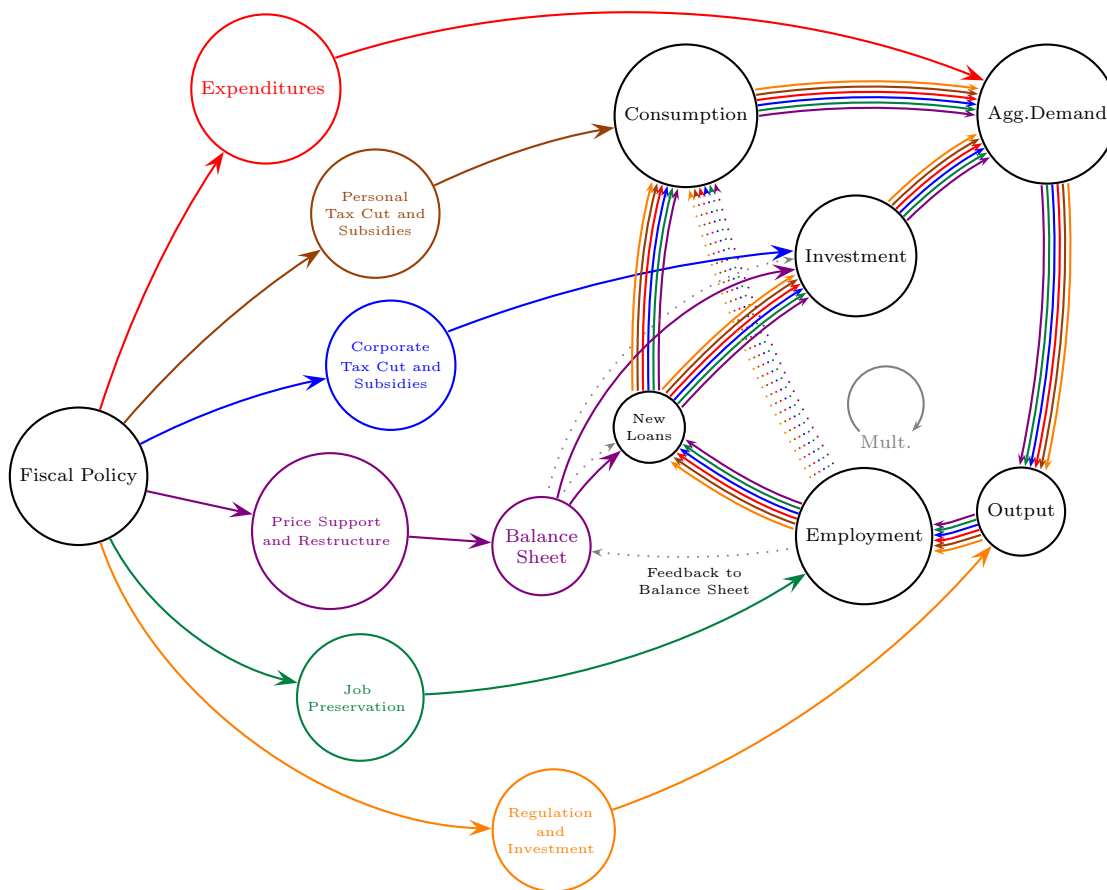 Expenditures
Consumption
Agg.Demand
Personal
Tax Cut and
Subsidies
Investment
Corporate
Tax Cut and
Subsidies
New
Loans
Mult.
Fiscal Policy
Price Support
and Restructure
Balance
Sheet
Employment
Output
Feedback to
Balance Sheet
Job
Preservation
Regulation
and
Investment